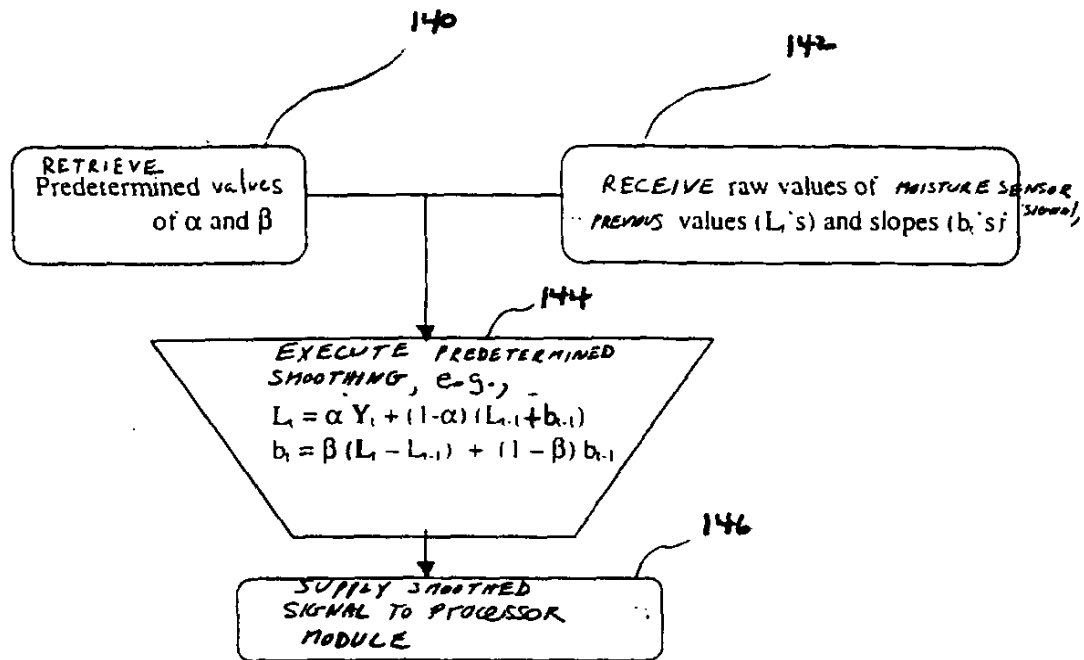 140
142
RETRIEVE
Predetermined values
of α and β
RECEIVE raw values of MOISTURE SENSOR signal,
PREVIOUS values (Lₜ's) and slopes (bₜ's)
144
EXECUTE PREDETERMINED
SMOOTHING, e.g.,
Lₜ = α Yₜ + (1-α) (Lₜ₋₁ + bₜ₋₁)
bₜ = β (Lₜ – Lₜ₋₁) + (1 – β) bₜ₋₁
146
SUPPLY SMOOTHED
SIGNAL TO PROCESSOR
MODULE